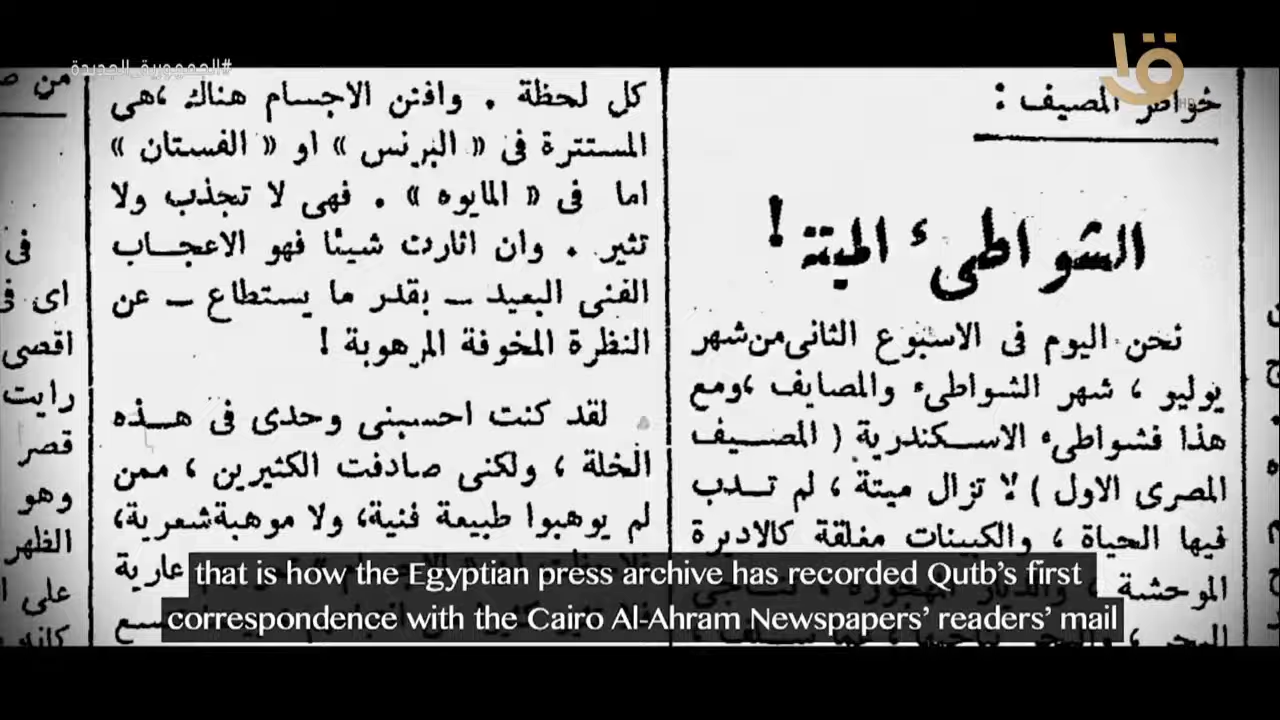 #الجمهورية_الجديدة
خواطر المصيف :
الشواطىء الميتة !
نحن اليوم فى الاسبوع الثانى من شهر
يوليو ، شهر الشواطىء والمصايف ، ومع
هذا فشواطىء الاسكندرية ( المصيف
المصرى الاول ) لا تزال ميتة ، لم تدب
فيها الحياة ، والكبينات مغلقة كالاديرة
الموحشة
كل لحظة . وافتن الاجسام هناك ، هى
المستترة فى « البرنس » او « الفستان »
اما فى « المايوه » . فهى لا تجذب ولا
تثير . وان اثارت شيئا فهو الاعجاب
الفنى البعيد – بقدر ما يستطاع – عن
النظرة المخوفة المرهوبة !
لقد كنت احسبنى وحدى فى هذه
الخلة ، ولكنى صادفت الكثيرين ، ممن
لم يوهبوا طبيعة فنية، ولا موهبة شعرية،
عارية
فى
اى
اقصى
رايت
قصر
وهو
الظهر
على
كانه
that is how the Egyptian press archive has recorded Qutb's first
correspondence with the Cairo Al-Ahram Newspapers' readers' mail